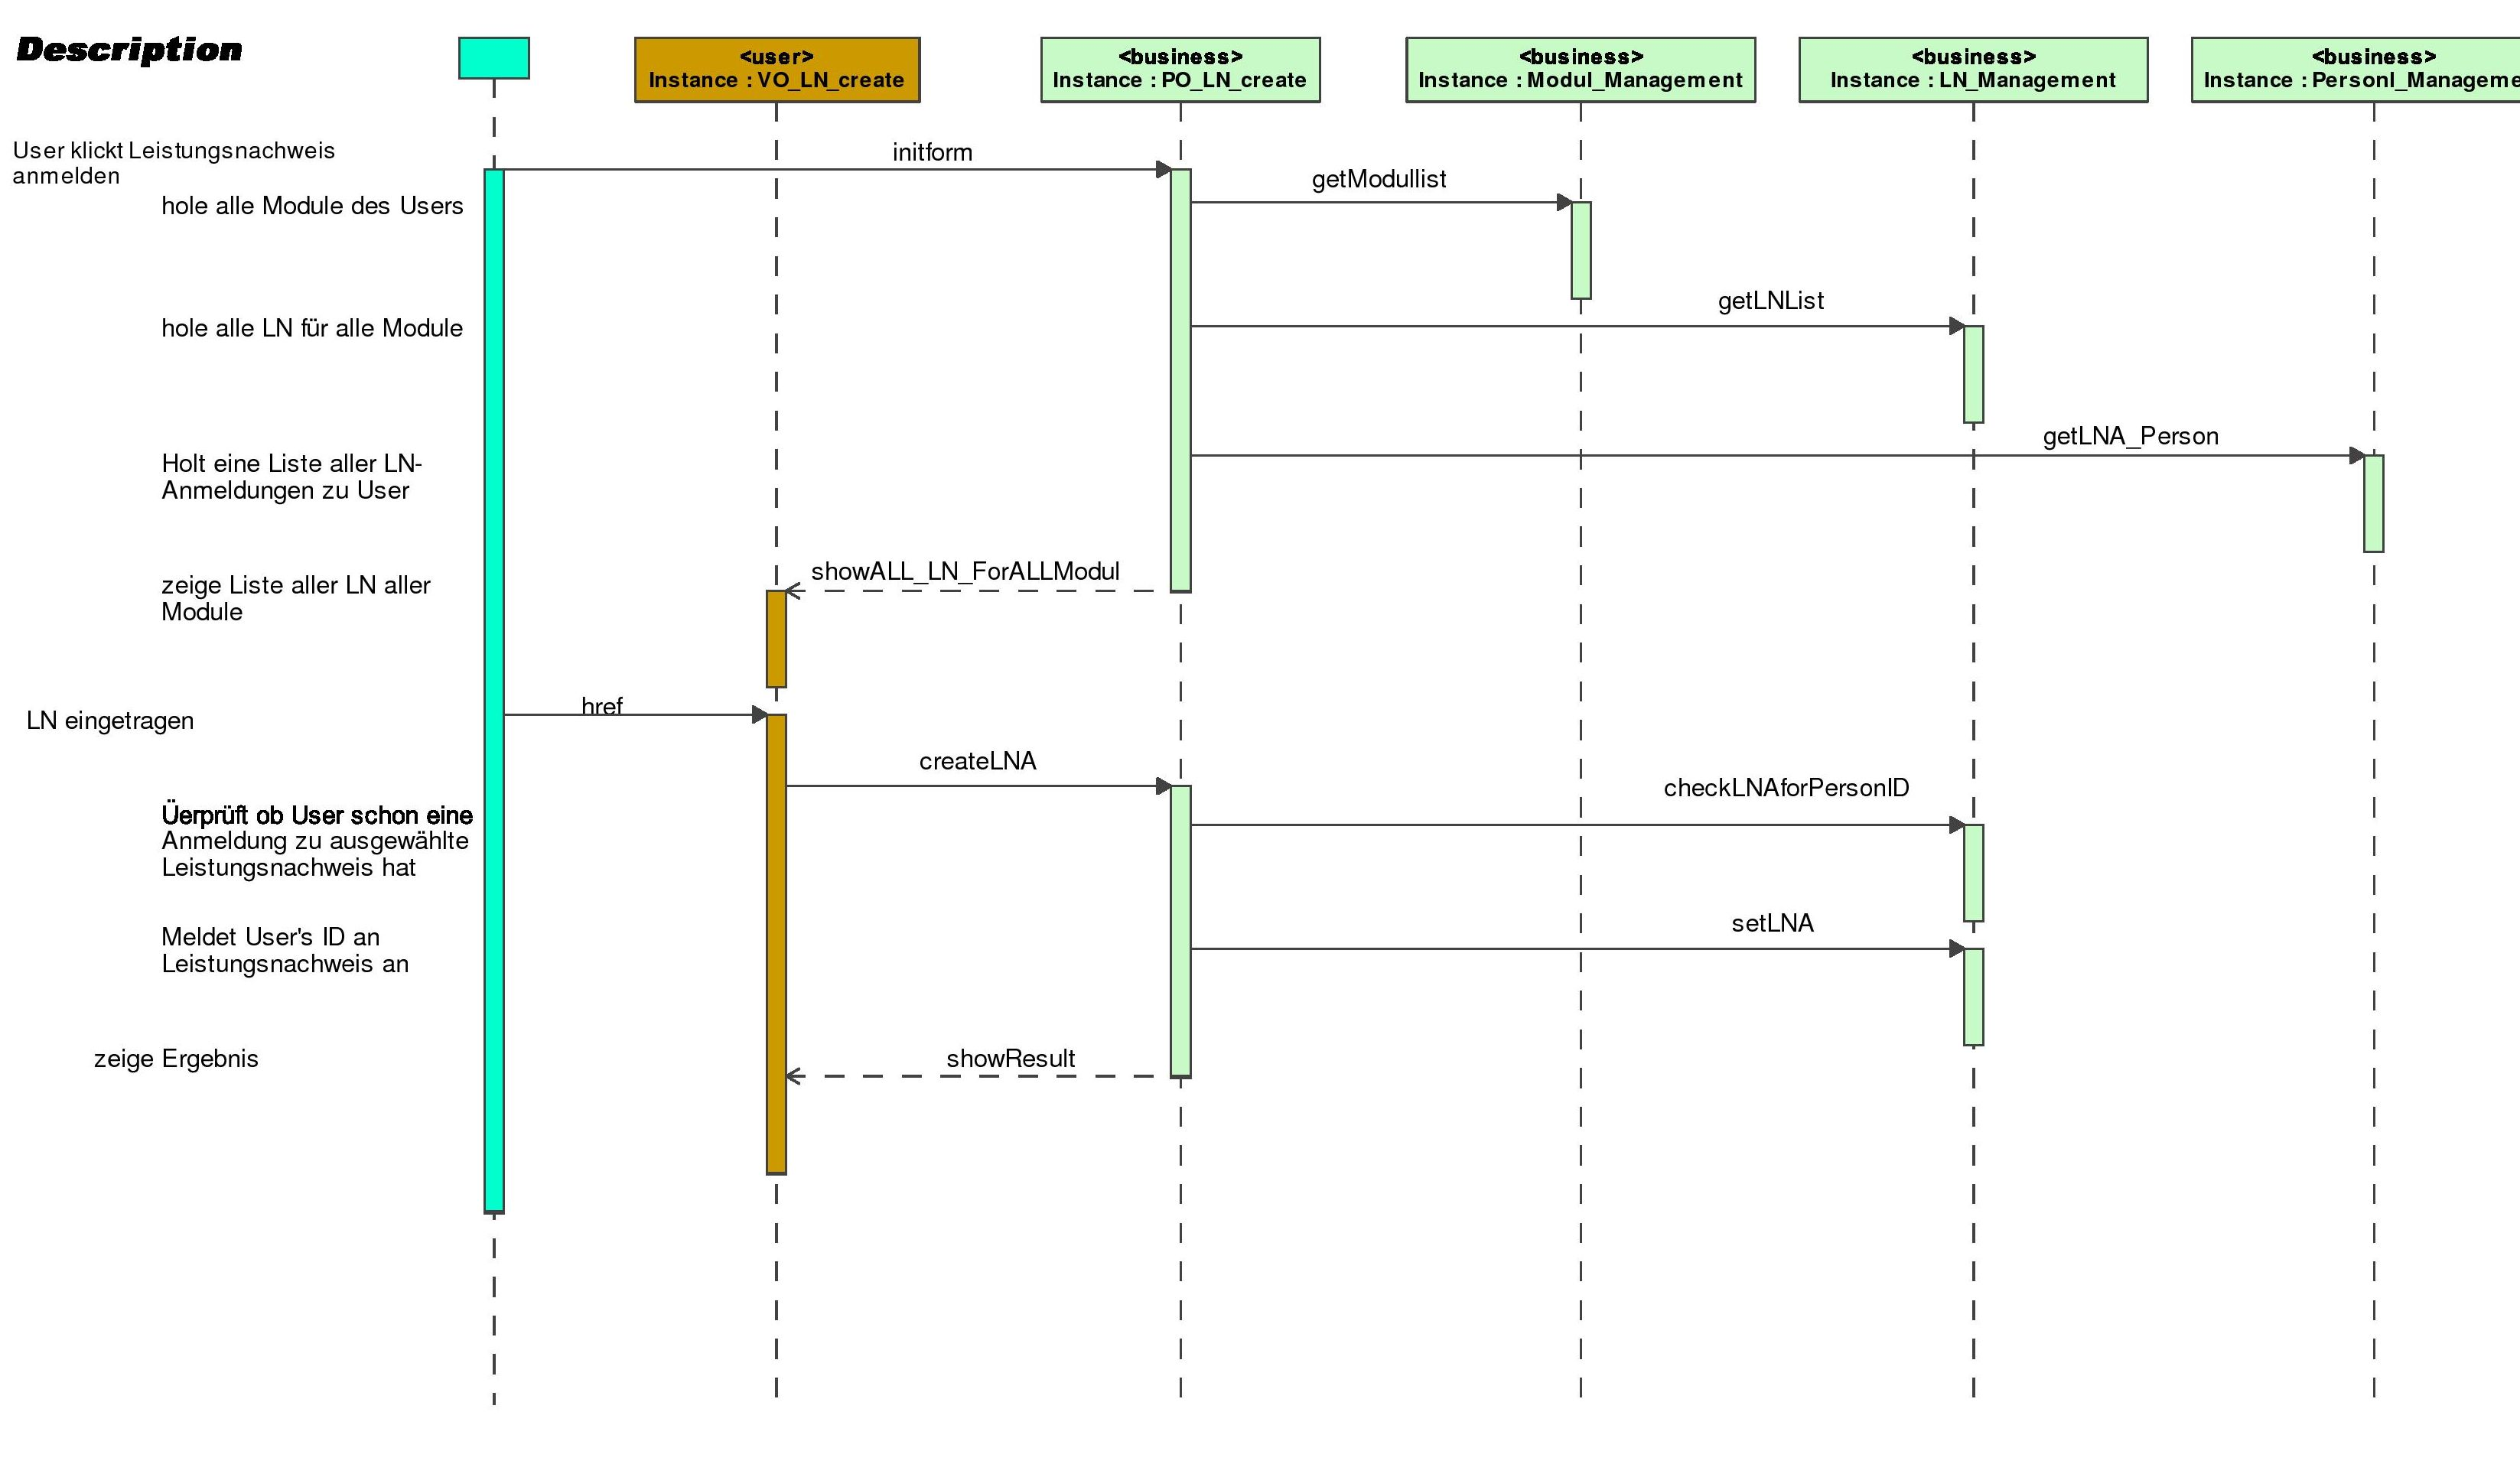 Description
<user>
Instance : VO_LN_create
<business>
Instance : PO_LN_create
<business>
Instance : Modul_Management
<business>
Instance : LN_Management
<business>
Instance : Personl_Manageme
User klickt Leistungsnachweis
anmelden
initform
getModullist
hole alle Module des Users
getLNList
hole alle LN für alle Module
getLNA_Person
Holt eine Liste aller LN-
Anmeldungen zu User
showALL_LN_ForALLModul
zeige Liste aller LN aller
Module
href
LN eingetragen
createLNA
checkLNAforPersonID
Üerprüft ob User schon eine
Anmeldung zu ausgewählte
Leistungsnachweis hat
setLNA
Meldet User's ID an
Leistungsnachweis an
zeige Ergebnis
showResult